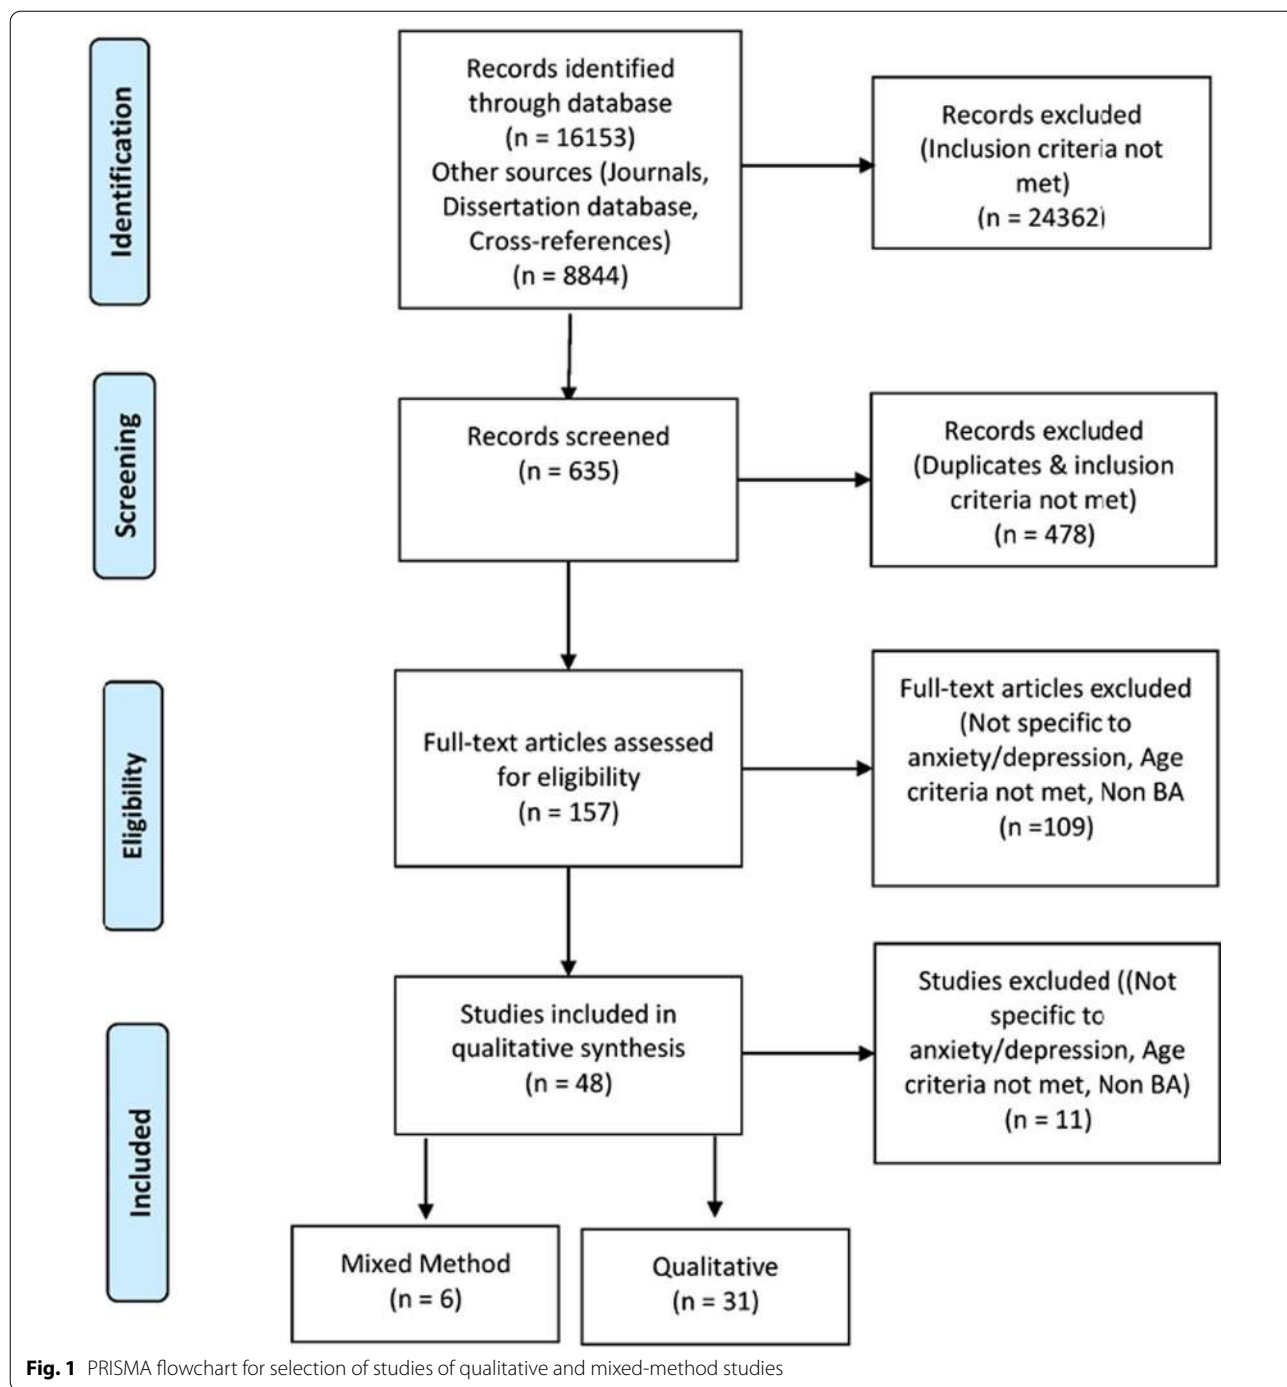 Identification
Records identified
through database
(n = 16153)
Other sources (Journals,
Dissertation database,
Cross-references)
(n = 8844)
Records excluded
(Inclusion criteria not
met)
(n = 24362)
Screening
Records screened
(n = 635)
Records excluded
(Duplicates & inclusion
criteria not met)
(n = 478)
Eligibility
Full-text articles assessed
for eligibility
(n = 157)
Full-text articles excluded
(Not specific to
anxiety/depression, Age
criteria not met, Non BA
(n =109)
Included
Studies included in
qualitative synthesis
(n = 48)
Studies excluded ((Not
specific to
anxiety/depression, Age
criteria not met, Non BA)
(n = 11)
Mixed Method
(n = 6)
Qualitative
(n = 31)
Fig. 1 PRISMA flowchart for selection of studies of qualitative and mixed-method studies